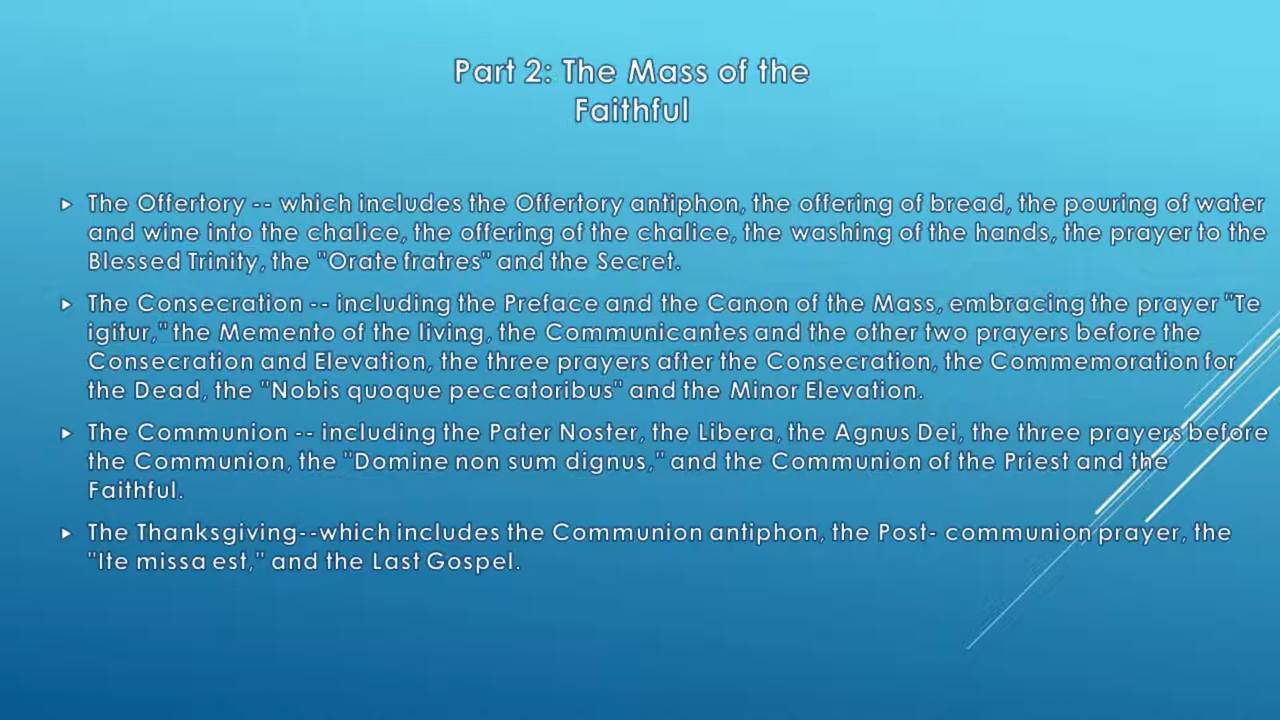 Part 2: The Mass of the
Faithful
The Offertory -- which includes the Offertory antiphon, the offering of bread, the pouring of water
and wine into the chalice, the offering of the chalice, the washing of the hands, the prayer to the
Blessed Trinity, the "Orate fratres" and the Secret.
The Consecration -- including the Preface and the Canon of the Mass, embracing the prayer "Te
igitur," the Memento of the living, the Communicantes and the other two prayers before the
Consecration and Elevation, the three prayers after the Consecration, the Commemoration for
the Dead, the "Nobis quoque peccatoribus" and the Minor Elevation.
The Communion -- including the Pater Noster, the Libera, the Agnus Dei, the three prayers before
the Communion, the "Domine non sum dignus," and the Communion of the Priest and the
Faithful.
The Thanksgiving--which includes the Communion antiphon, the Post- communion prayer, the
"Ite missa est," and the Last Gospel.